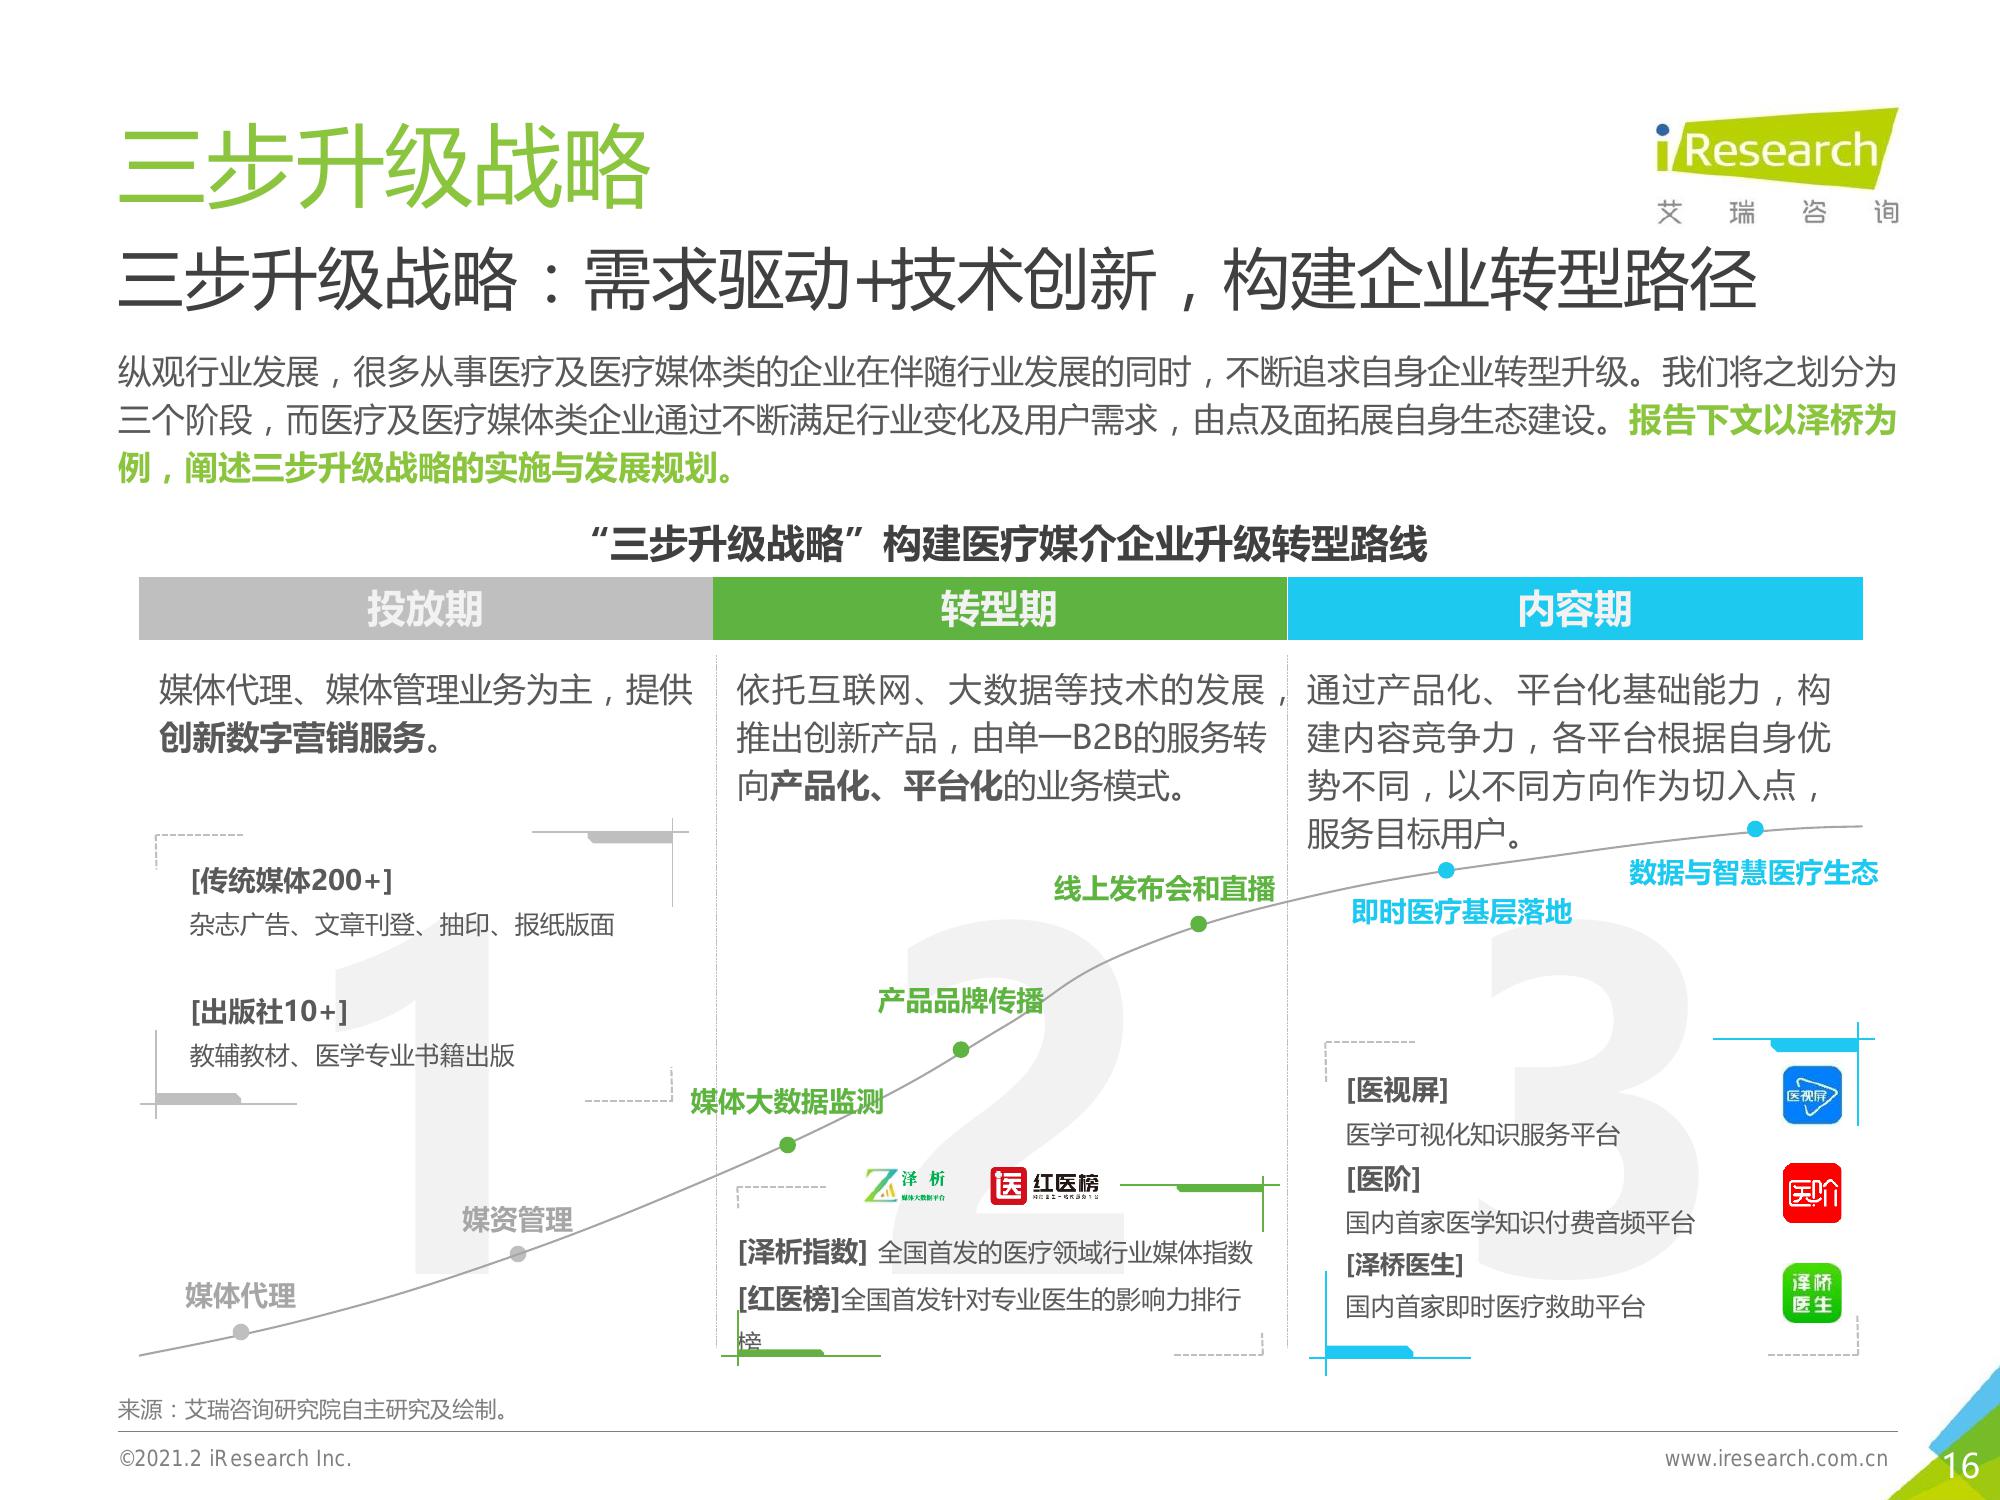 三步升级战略
iResearch
艾瑞咨询
三步升级战略：需求驱动+技术创新，构建企业转型路径
纵观行业发展，很多从事医疗及医疗媒体类的企业在伴随行业发展的同时，不断追求自身企业转型升级。我们将之划分为
三个阶段，而医疗及医疗媒体类企业通过不断满足行业变化及用户需求，由点及面拓展自身生态建设。报告下文以泽桥为
例，阐述三步升级战略的实施与发展规划。
“三步升级战略”构建医疗媒介企业升级转型路线
投放期
媒体代理、媒体管理业务为主，提供
创新数字营销服务。
[传统媒体200+]
杂志广告、文章刊登、抽印、报纸版面
[出版社10+]
教辅教材、医学专业书籍出版
1
媒资管理
媒体代理
转型期
依托互联网、大数据等技术的发展，
推出创新产品，由单一B2B的服务转
向产品化、平台化的业务模式。
线上发布会和直播
产品品牌传播
媒体大数据监测
2
泽析
媒体大数据平台
医 红医榜
[泽析指数] 全国首发的医疗领域行业媒体指数
[红医榜]全国首发针对专业医生的影响力排行
榜
内容期
通过产品化、平台化基础能力，构
建内容竞争力，各平台根据自身优
势不同，以不同方向作为切入点，
服务目标用户。
数据与智慧医疗生态
即时医疗基层落地
3
[医视屏]
医学可视化知识服务平台
医视屏
[医阶]
国内首家医学知识付费音频平台
医阶
[泽桥医生]
国内首家即时医疗救助平台
泽桥
医生
来源：艾瑞咨询研究院自主研究及绘制。
©2021.2 iResearch Inc.
www.iresearch.com.cn
16